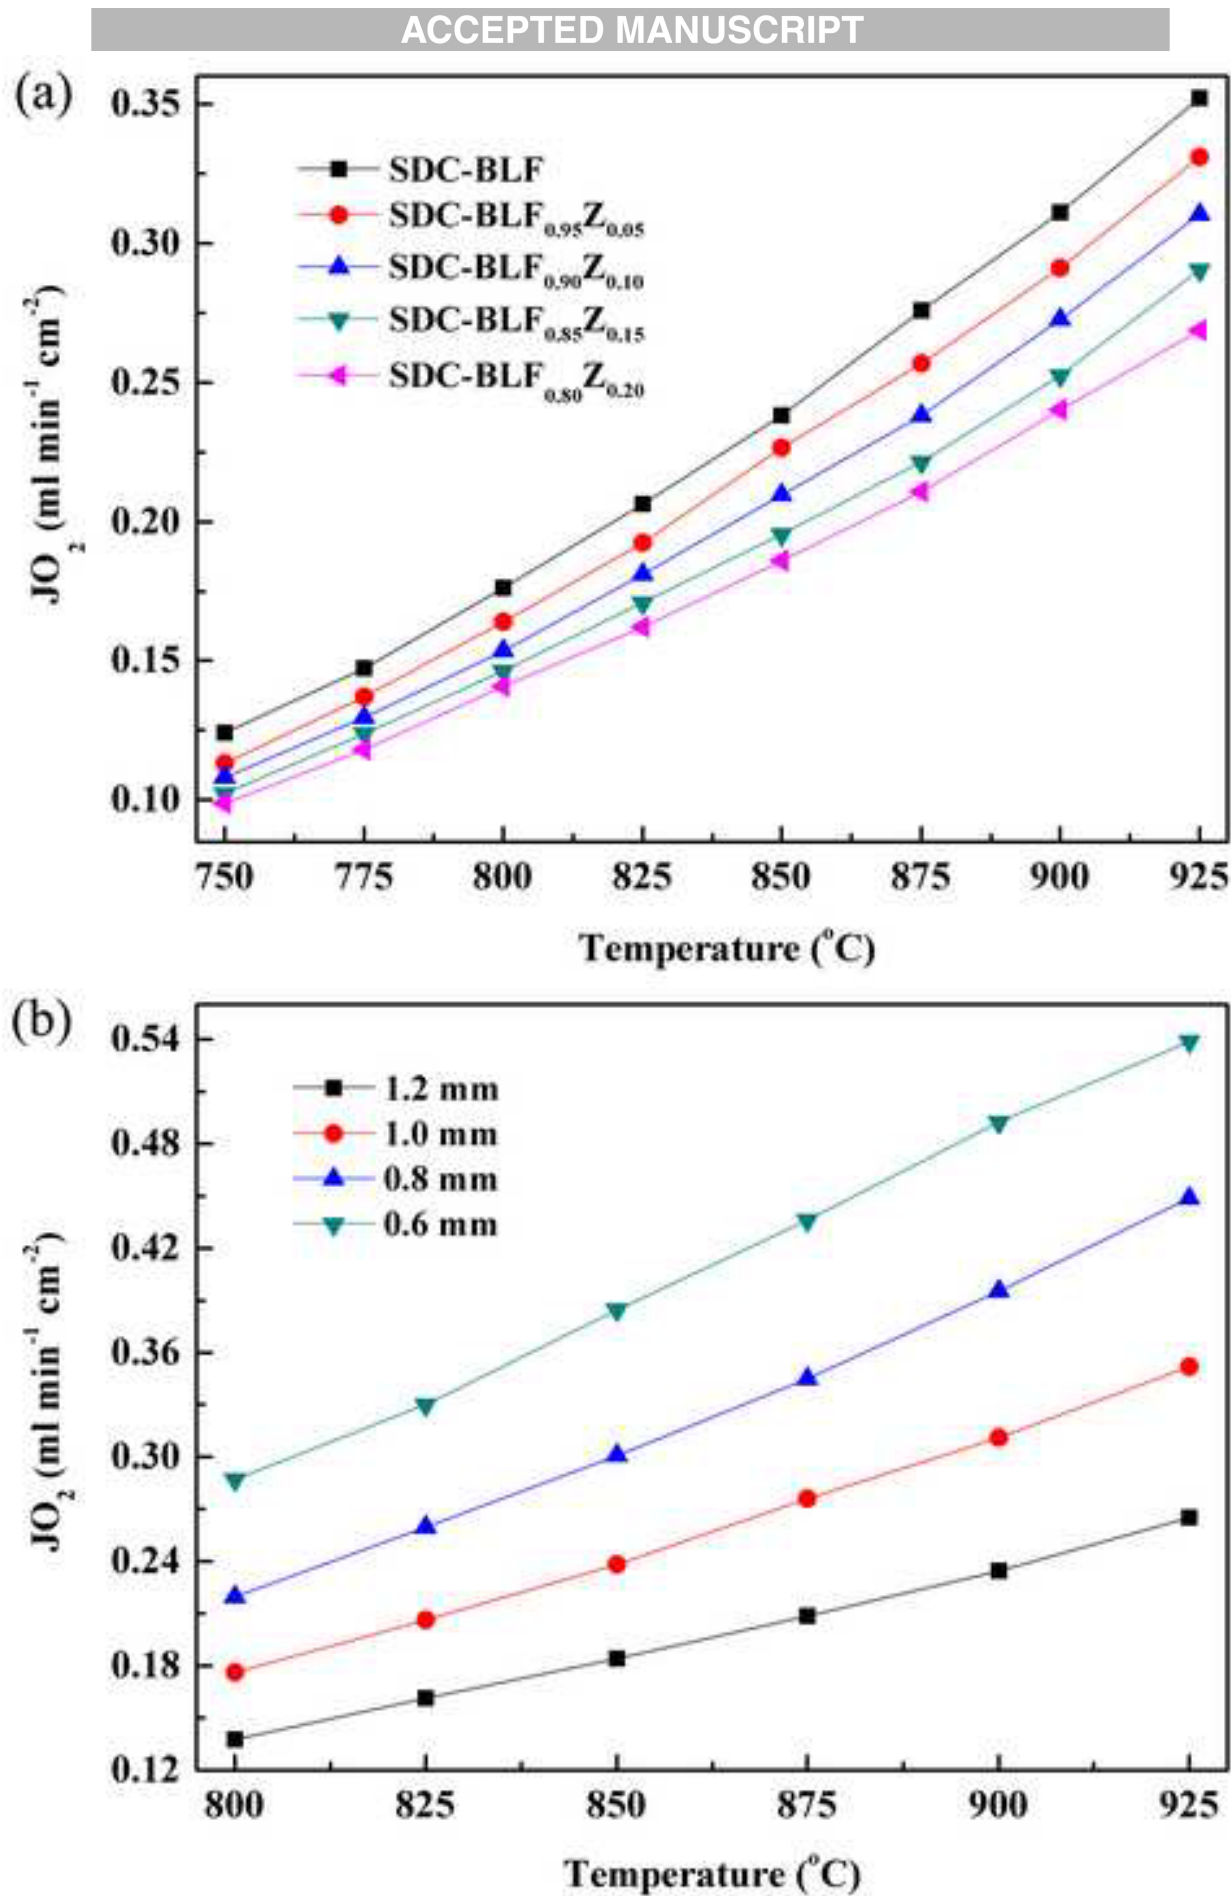 ACCEPTED MANUSCRIPT
(a)
0.35
0.30
0.25
0.20
0.15
0.10
JO2 (ml min-1 cm-2)
SDC-BLF
SDC-BLF0.95Z0.05
SDC-BLF0.90Z0.10
SDC-BLF0.85Z0.15
SDC-BLF0.80Z0.20
750 775 800 825 850 875 900 925
Temperature (oC)
(b)
0.54
0.48
0.42
0.36
0.30
0.24
0.18
0.12
JO2 (ml min-1 cm-2)
1.2 mm
1.0 mm
0.8 mm
0.6 mm
800 825 850 875 900 925
Temperature (oC)